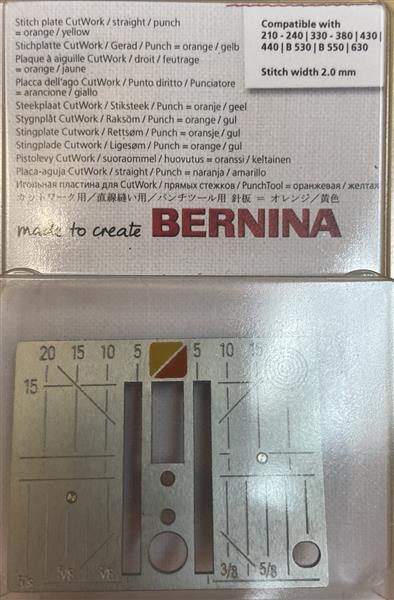 Stitch plate CutWork / straight / punch
= orange / yellow
Stichplatte CutWork / Gerad / Punch = orange / gelb
Plaque à aiguille CutWork / droit / feutrage
= orange / jaune
Placca dell'ago CutWork / Punto diritto / Punciatore
= arancione / giallo
Steekplaat CutWork / Stiksteek / Punch = oranje / geel
Stygnplåt CutWork / Raksöm / Punch = orange / gul
Stingplate CutWork / Rettsøm / Punch = oransje / gul
Stingplade CutWork / Ligesøm / Punch = orange / gul
Pistolevy CutWork / suoraommel / huovutus = oranssi / keltainen
Placa-aguja CutWork / straight / Punch = naranja / amarillo
Игольная пластина для CutWork / прямых стежков / PunchTool = оранжевая / желтая
カットワーク用／直線縫い用／パンチツール用 針板 = オレンジ／黄色
Compatible with
210 - 240 | 330 - 380 | 430 |
440 | B 530 | B 550 | 630
Stitch width 2.0 mm
made to create BERNINA
20 15 10 5 5 10 15
15
5/8 3/8 3/8 5/8